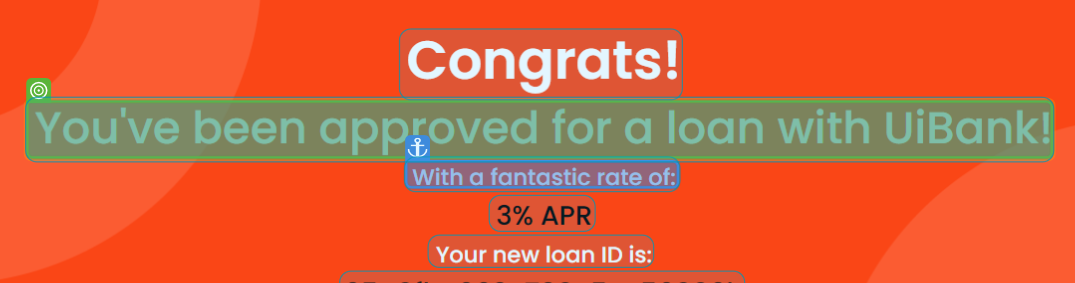 Congrats!
You've been approved for a loan with UiBank!
With a fantastic rate of:
3% APR
Your new loan ID is: